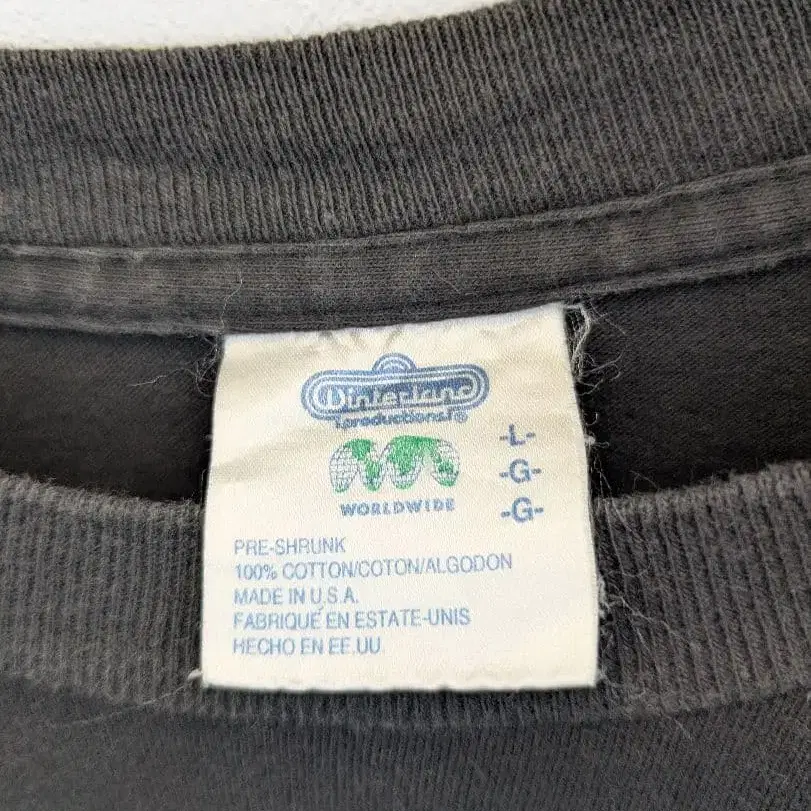 Winterland
productions!®
WORLDWIDE
-L-
-G-
-G-
PRE-SHRUNK
100% COTTON/COTON/ALGODON
MADE IN U.S.A.
FABRIQUÉ EN ESTATE-UNIS
HECHO EN EE.UU